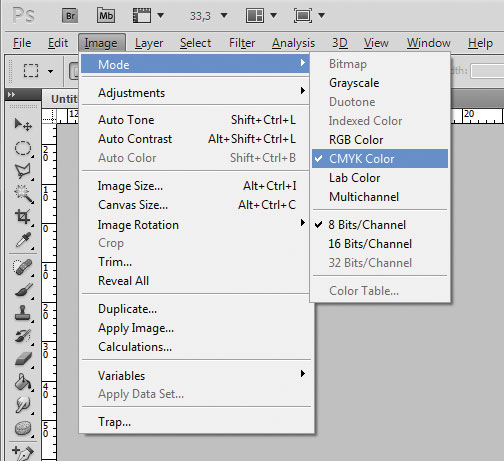 Ps Br Mb 33,3
File Edit Image Layer Select Filter Analysis 3D View Window Help
Mode
Adjustments
Auto Tone Shift+Ctrl+L
Auto Contrast Alt+Shift+Ctrl+L
Auto Color Shift+Ctrl+B
Image Size... Alt+Ctrl+I
Canvas Size... Alt+Ctrl+C
Image Rotation
Crop
Trim...
Reveal All
Duplicate...
Apply Image...
Calculations...
Variables
Apply Data Set...
Trap...
Bitmap
Grayscale
Duotone
Indexed Color
RGB Color
CMYK Color
Lab Color
Multichannel
8 Bits/Channel
16 Bits/Channel
32 Bits/Channel
Color Table...
12
20